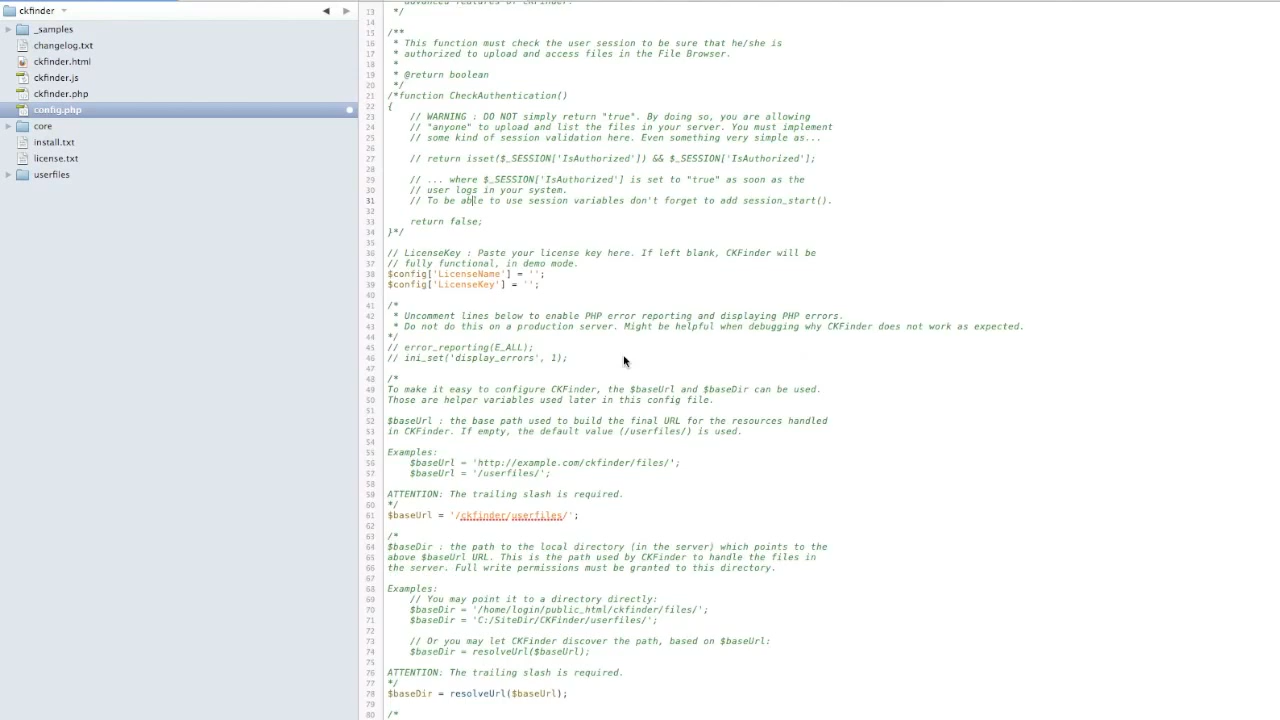 ckfinder
_samples
changelog.txt
ckfinder.html
ckfinder.js
ckfinder.php
config.php
core
install.txt
license.txt
userfiles
advanced features of CKFinder.
13 */
14
15 /**
16 * This function must check the user session to be sure that he/she is
17 * authorized to upload and access files in the File Browser.
18 *
19 * @return boolean
20 */
21 /*function CheckAuthentication()
22 {
23 // WARNING : DO NOT simply return "true". By doing so, you are allowing
24 // "anyone" to upload and list the files in your server. You must implement
25 // some kind of session validation here. Even something very simple as...
26
27 // return isset($_SESSION['IsAuthorized']) && $_SESSION['IsAuthorized'];
28
29 // ... where $_SESSION['IsAuthorized'] is set to "true" as soon as the
30 // user logs in your system.
31 // To be able to use session variables don't forget to add session_start().
32
33 return false;
34 }*/
35
36 // LicenseKey : Paste your license key here. If left blank, CKFinder will be
37 // fully functional, in demo mode.
38 $config['LicenseName'] = '';
39 $config['LicenseKey'] = '';
40
41 /*
42 * Uncomment lines below to enable PHP error reporting and displaying PHP errors.
43 * Do not do this on a production server. Might be helpful when debugging why CKFinder does not work as expected.
44 */
45 // error_reporting(E_ALL);
46 // ini_set('display_errors', 1);
47
48 /*
49 To make it easy to configure CKFinder, the $baseUrl and $baseDir can be used.
50 Those are helper variables used later in this config file.
51
52 $baseUrl : the base path used to build the final URL for the resources handled
53 in CKFinder. If empty, the default value (/userfiles/) is used.
54
55 Examples:
56 $baseUrl = 'http://example.com/ckfinder/files/';
57 $baseUrl = '/userfiles/';
58
59 ATTENTION: The trailing slash is required.
60 */
61 $baseUrl = '/ckfinder/userfiles/';
62
63 /*
64 $baseDir : the path to the local directory (in the server) which points to the
65 above $baseUrl URL. This is the path used by CKFinder to handle the files in
66 the server. Full write permissions must be granted to this directory.
67
68 Examples:
69 // You may point it to a directory directly:
70 $baseDir = '/home/login/public_html/ckfinder/files/';
71 $baseDir = 'C:/SiteDir/CKFinder/userfiles/';
72
73 // Or you may let CKFinder discover the path, based on $baseUrl:
74 $baseDir = resolveUrl($baseUrl);
75
76 ATTENTION: The trailing slash is required.
77 */
78 $baseDir = resolveUrl($baseUrl);
79
80 /*